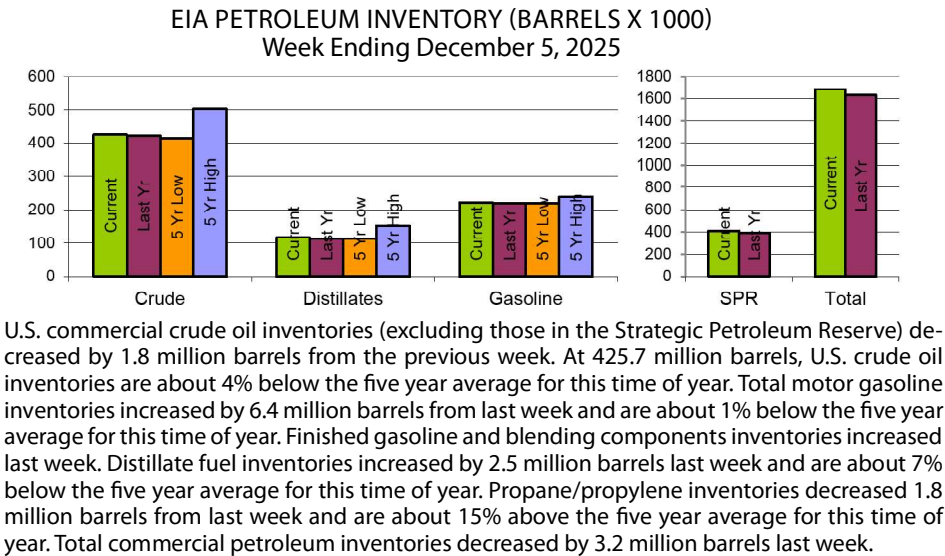 EIA PETROLEUM INVENTORY (BARRELS X 1000)
Week Ending December 5, 2025
600
500
400
300
200
100
0
Current
Last Yr
5 Yr Low
5 Yr High
Current
Last Yr
5 Yr Low
5 Yr High
Current
Last Yr
5 Yr Low
5 Yr High
Crude
Distillates
Gasoline
1800
1600
1400
1200
1000
800
600
400
200
0
Current
Last Yr
Current
Last Yr
SPR
Total
U.S. commercial crude oil inventories (excluding those in the Strategic Petroleum Reserve) de-
creased by 1.8 million barrels from the previous week. At 425.7 million barrels, U.S. crude oil
inventories are about 4% below the five year average for this time of year. Total motor gasoline
inventories increased by 6.4 million barrels from last week and are about 1% below the five year
average for this time of year. Finished gasoline and blending components inventories increased
last week. Distillate fuel inventories increased by 2.5 million barrels last week and are about 7%
below the five year average for this time of year. Propane/propylene inventories decreased 1.8
million barrels from last week and are about 15% above the five year average for this time of
year. Total commercial petroleum inventories decreased by 3.2 million barrels last week.